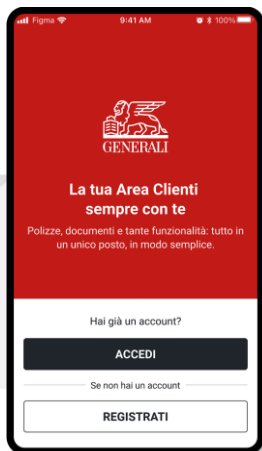 Figma 9:41 AM 100%
GENERALI
La tua Area Clienti
sempre con te
Polizze, documenti e tante funzionalità: tutto in
un unico posto, in modo semplice.
Hai già un account?
ACCEDI
Se non hai un account
REGISTRATI